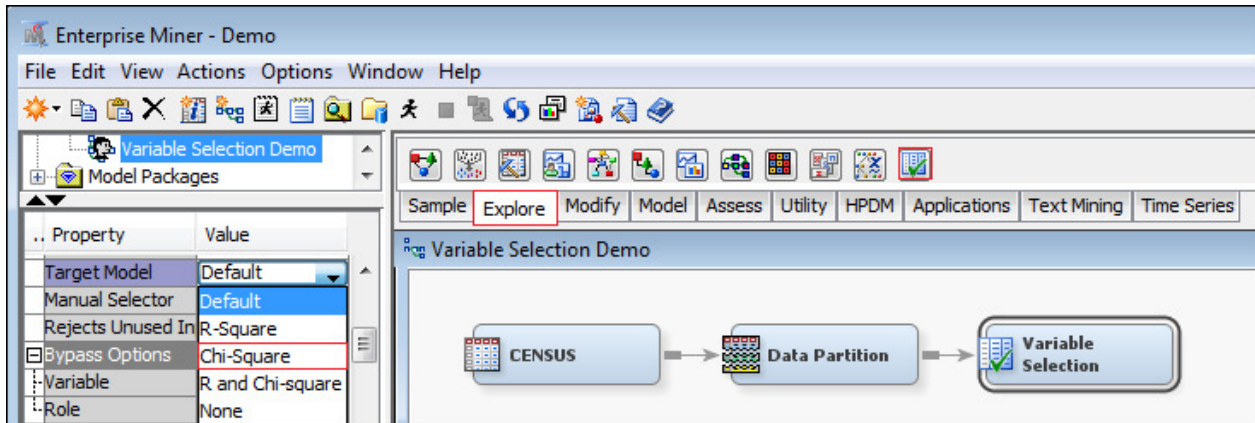 Enterprise Miner - Demo
File Edit View Actions Options Window Help
Variable Selection Demo
Model Packages
.. Property Value
Target Model Default
Manual Selector Default
Rejects Unused In R-Square
Bypass Options Chi-Square
Variable R and Chi-square
Role None
Sample Explore Modify Model Assess Utility HPDM Applications Text Mining Time Series
Variable Selection Demo
CENSUS
Data Partition
Variable
Selection